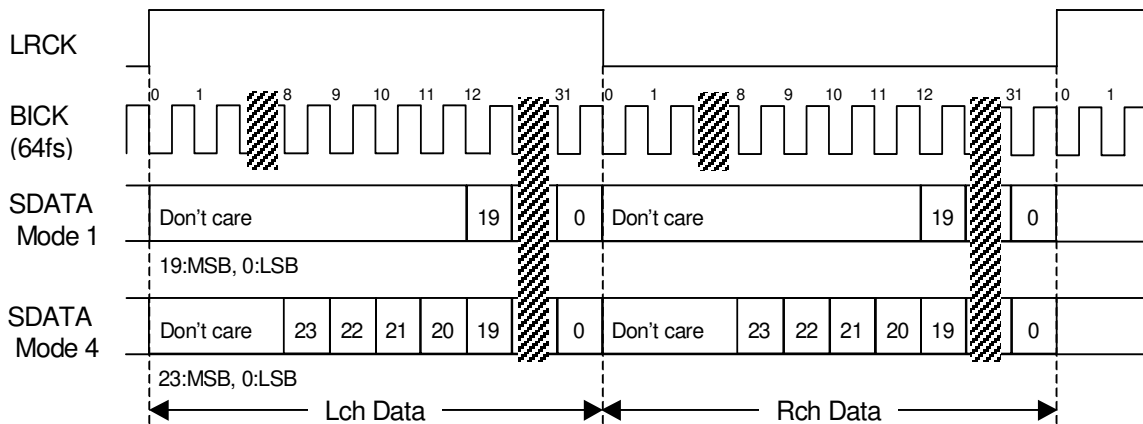 LRCK
0 1 8 9 10 11 12 31 0 1 8 9 10 11 12 31 0 1
BICK
(64fs)
SDATA
Mode 1
Don't care 19 0 Don't care 19 0
19:MSB, 0:LSB
SDATA
Mode 4
Don't care 23 22 21 20 19 0 Don't care 23 22 21 20 19 0
23:MSB, 0:LSB
Lch Data Rch Data